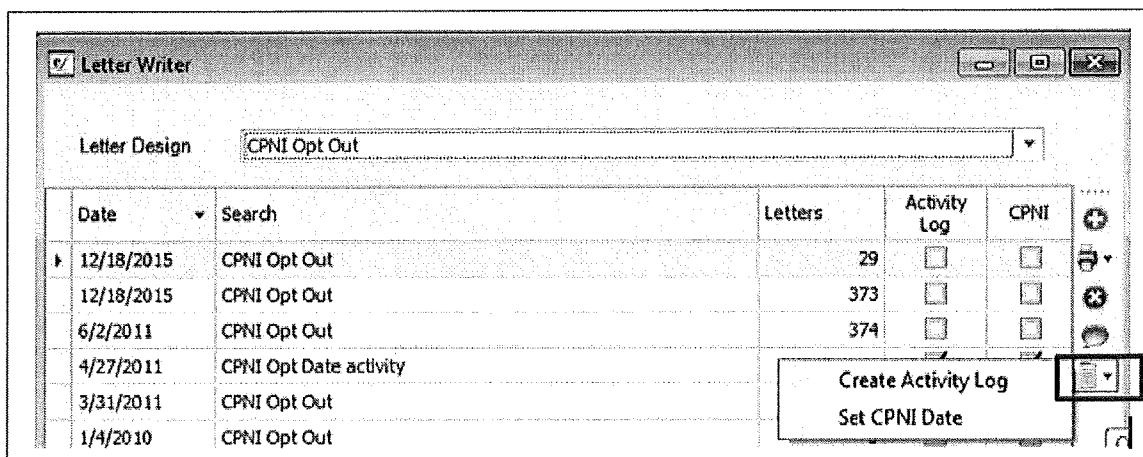 Letter Writer
Letter Design CPNI Opt Out
Date Search Letters Activity Log CPNI
12/18/2015 CPNI Opt Out 29
12/18/2015 CPNI Opt Out 373
6/2/2011 CPNI Opt Out 374
4/27/2011 CPNI Opt Date activity
3/31/2011 CPNI Opt Out
1/4/2010 CPNI Opt Out
Create Activity Log
Set CPNI Date